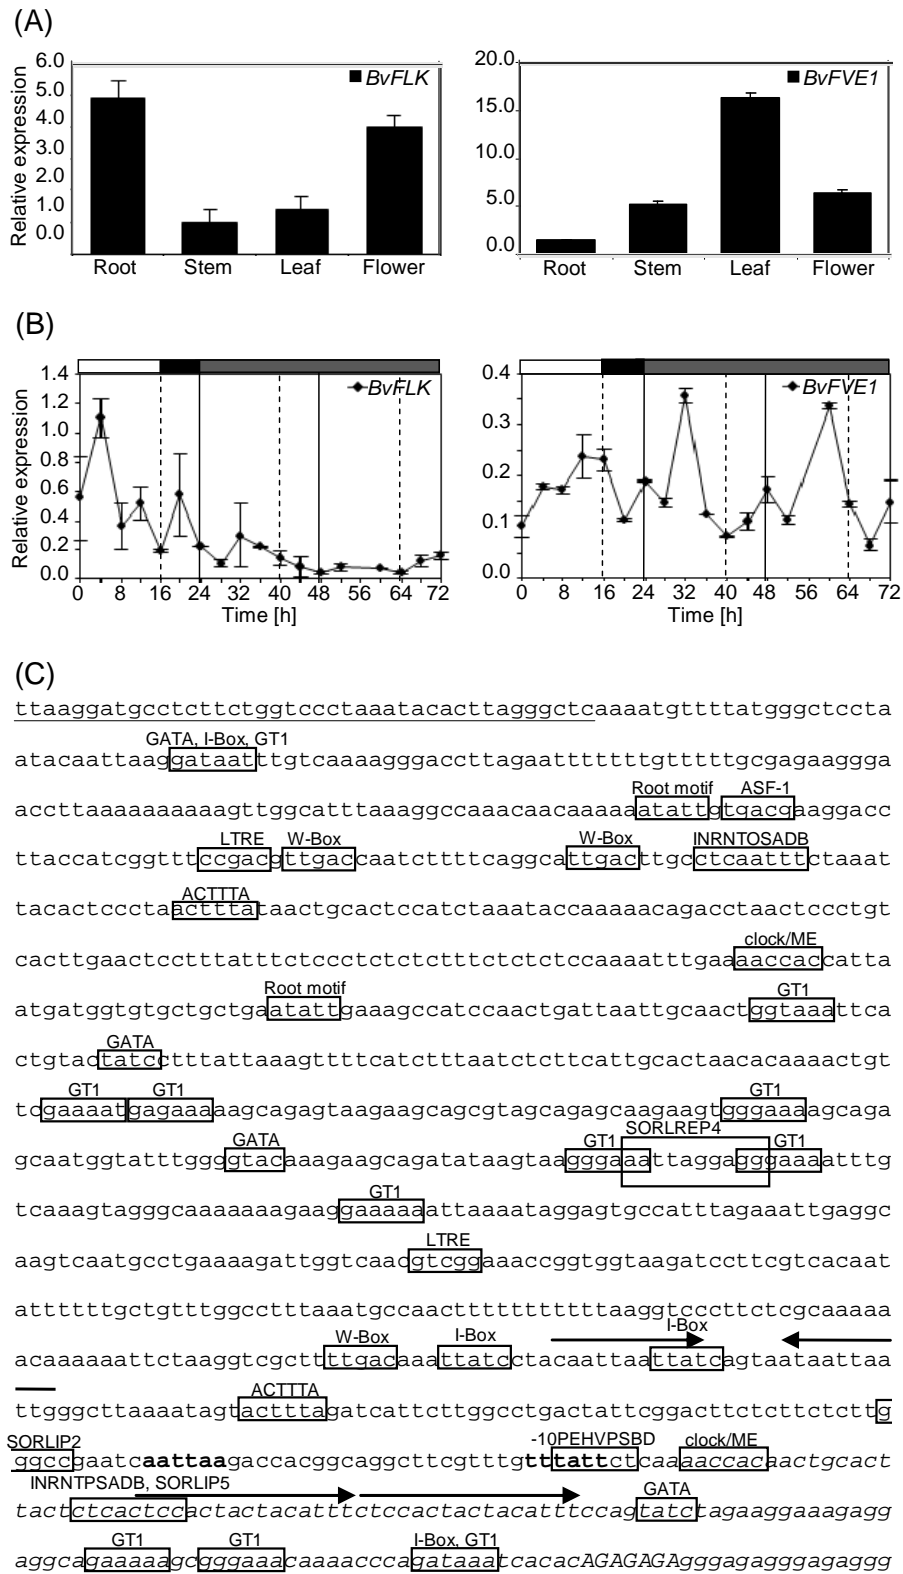 (A)
6.0
5.0
4.0
3.0
2.0
1.0
0.0
Relative expression
BvFLK
Root Stem Leaf Flower
20.0
15.0
10.0
5.0
0.0
BvFVE1
Root Stem Leaf Flower
(B)
1.4
1.2
1.0
0.8
0.6
0.4
0.2
0.0
Relative expression
BvFLK
0 8 16 24 32 40 48 56 64 72
Time [h]
0.4
0.3
0.2
0.1
0.0
BvFVE1
0 8 16 24 32 40 48 56 64 72
Time [h]
(C)
ttaaggatgcctcttctggtccctaaatacacttagggctcaaaatgttttatgggctccta
GATA, I-Box, GT1
atacaattaaggataatttgtcaaaagggaccttagaatttttttgtttttgcgagaaggga
Root motif ASF-1
accttaaaaaaaaaagttggcatttaaaggccaaacaacaaaaaatattgtgacgaaggacc
LTRE W-Box W-Box INRNTOSADB
ttaccatcggtttccgacgttgaccaatcttttcaggcattgacttgcctcaatttctaaat
ACTTTA
tacactccctaactttataactgcactccatctaaataccaaaaacagacctaactccctgt
clock/ME
cacttgaactcctttatttctccctctctctttctctctctccaaaatttgaaaaccaccatta
Root motif GT1
atgatggtgtgctgctgaatattgaaagccatccaactgattaattgcaactggtaaattca
GATA
ctgtactatccctttattaaagttttcatctttaatctcttcattgcactaacacaaaactgt
GT1 GT1 GT1
tcgaaaatgagaaaaagcagagtaagaagcagcgtagcagagcaagaagtgggaaaagcaga
SORLREP4
GATA GT1 GT1
gcaatggtatttggggtacaaagaagcagatataagtaagggaaattaggagggaaaatttg
GT1
tcaaagtagggcaaaaaaagaaggaaaaaattaaaataggagtgccatttagaaattgaggc
LTRE
aagtcaatgcctgaaaagattggtcaacgtcggaaaccggtggtaagatccttcgtcacaat
attttttgctgtttggcctttaaatgccaactttttttttttaaggtcccttctcgcaaaaa
W-Box I-Box I-Box
acaaaaaattctaaggtcgcttttgacaaattatcctacaattaattatcagtaataattaa
ACTTTA
ttgggcttaaaatagtactttagatcattcttggcctgactattcggacttctcttctcttg
SORLIP2 -10PEHVPSBD clock/ME
ggccgaatcaattaagaccacggcaggcttcgtttgtttattctcaaaaccacaactgcact
INRNTPSADB, SORLIP5 GATA
tactctcactccactactacatttctccactactacatttccagtatctagaaggaaagagg
GT1 GT1 I-Box, GT1
aggcagaaaaagcgggaaacaaaacccagataaatcacacAGAGAGAgggagagggagaggg